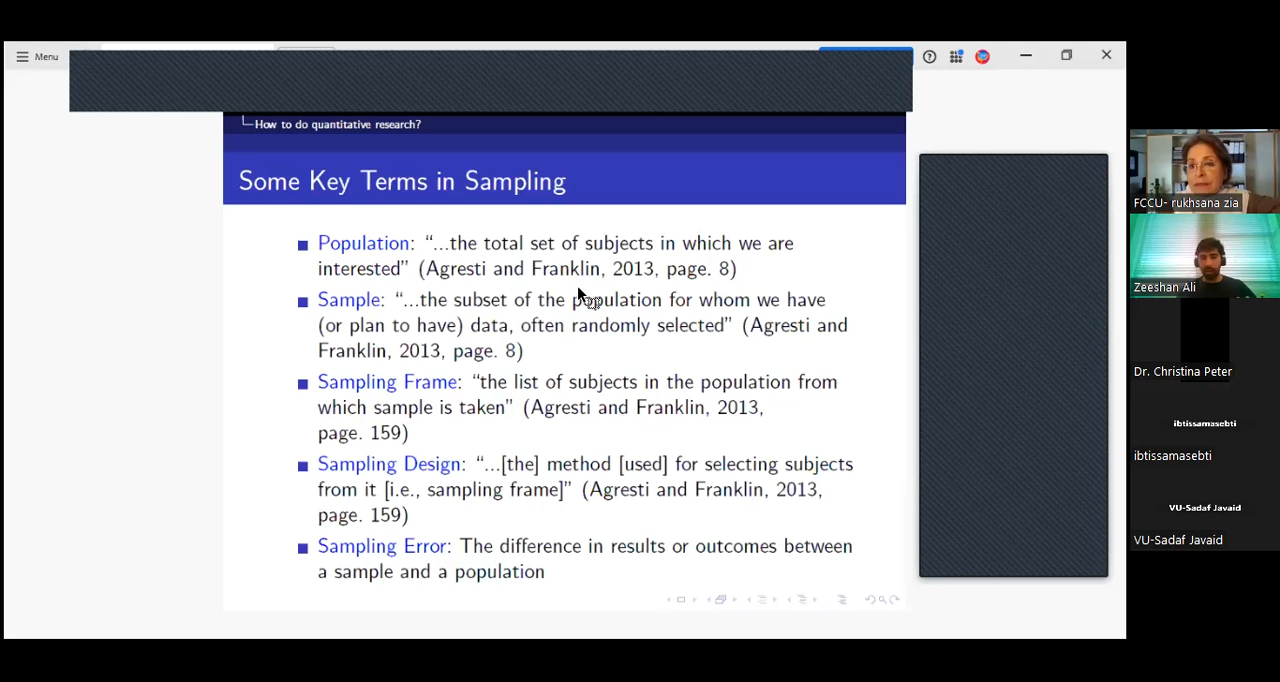 Menu
How to do quantitative research?
Some Key Terms in Sampling
Population: “...the total set of subjects in which we are
interested” (Agresti and Franklin, 2013, page. 8)
Sample: “...the subset of the population for whom we have
(or plan to have) data, often randomly selected” (Agresti and
Franklin, 2013, page. 8)
Sampling Frame: “the list of subjects in the population from
which sample is taken” (Agresti and Franklin, 2013,
page. 159)
Sampling Design: “...[the] method [used] for selecting subjects
from it [i.e., sampling frame]” (Agresti and Franklin, 2013,
page. 159)
Sampling Error: The difference in results or outcomes between
a sample and a population
FCCU- rukhsana zia
Zeeshan Ali
Dr. Christina Peter
ibtissamasebti
ibtissamasebti
VU-Sadaf Javaid
VU-Sadaf Javaid